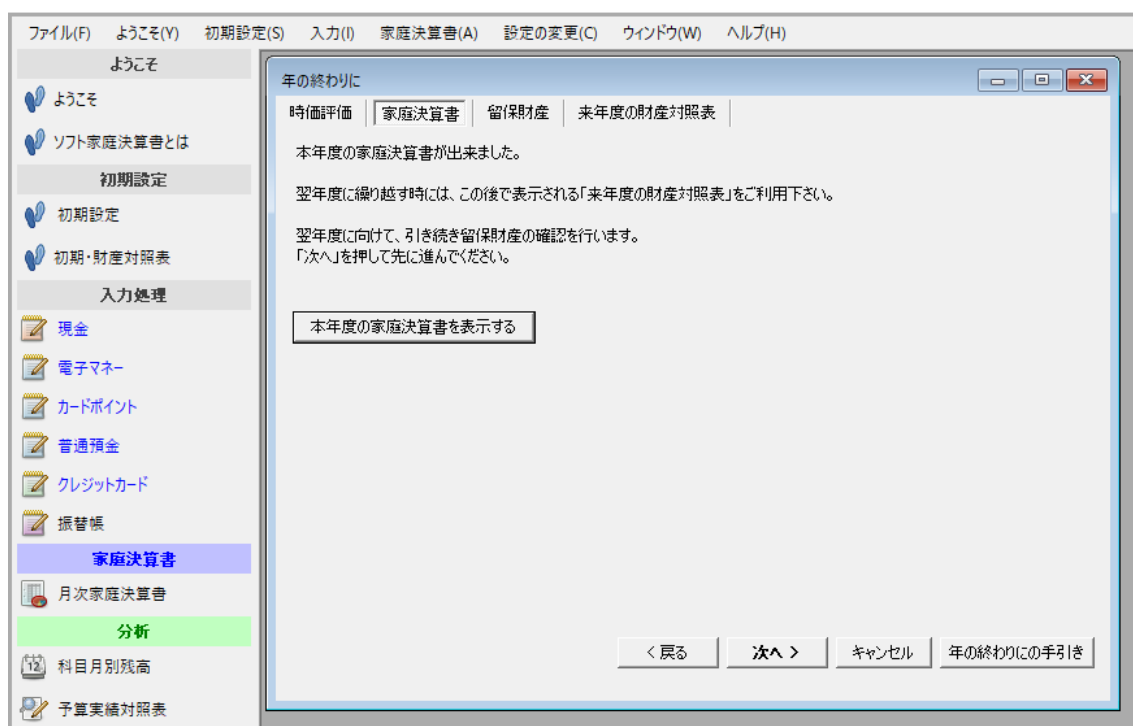 ファイル(F) ようこそ(Y) 初期設定(S) 入力(I) 家庭決算書(A) 設定の変更(C) ウィンドウ(W) ヘルプ(H)
ようこそ
ようこそ
ソフト家庭決算書とは
初期設定
初期設定
初期・財産対照表
入力処理
現金
電子マネー
カードポイント
普通預金
クレジットカード
振替帳
家庭決算書
月次家庭決算書
分析
12
科目月別残高
予算実績対照表
年の終わりに
時価評価 家庭決算書 留保財産 来年度の財産対照表
本年度の家庭決算書が出来ました。
翌年度に繰り越す時には、この後で表示される「来年度の財産対照表」をご利用下さい。
翌年度に向けて、引き続き留保財産の確認を行います。
「次へ」を押して先に進んでください。
本年度の家庭決算書を表示する
< 戻る 次へ > キャンセル 年の終わりにの手引き